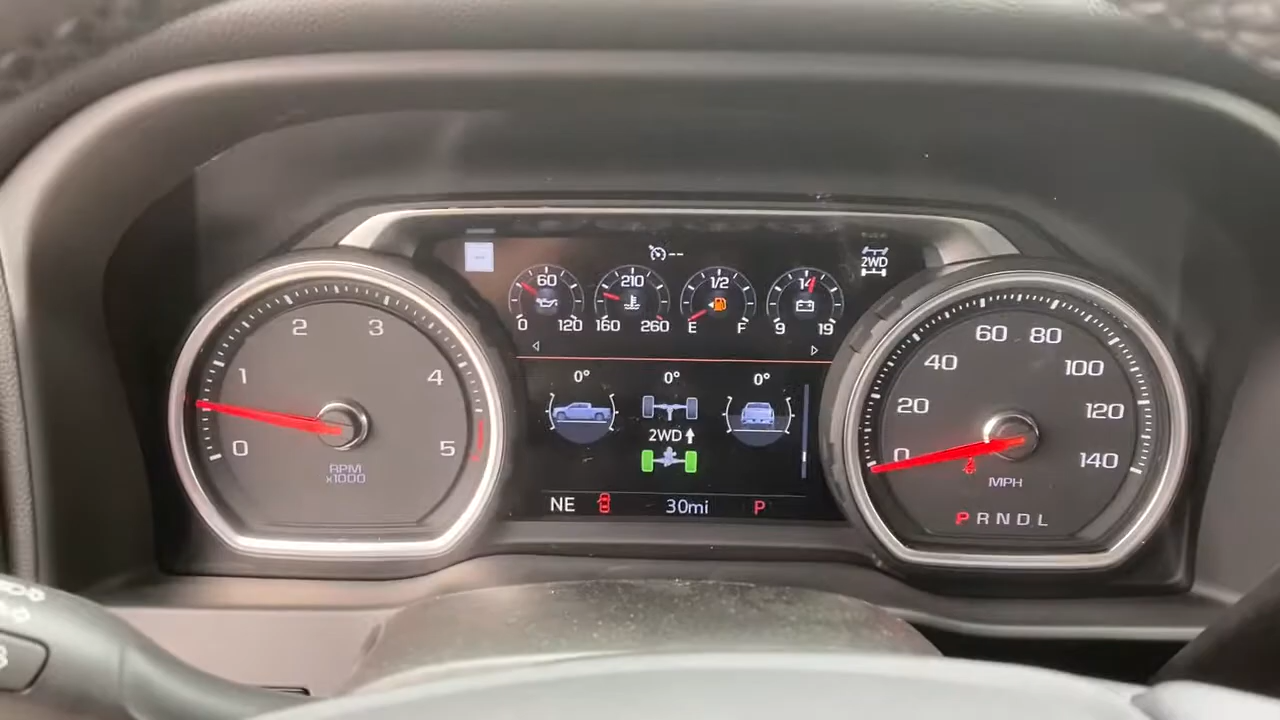 --
2WD
60
0 120
210
160 260
1/2
E F
14
9 19
0 1 2 3 4 5
RPM
x1000
0° 0° 0°
2WD
NE 30mi P
0 20 40 60 80 100 120 140
MPH
P R N D L